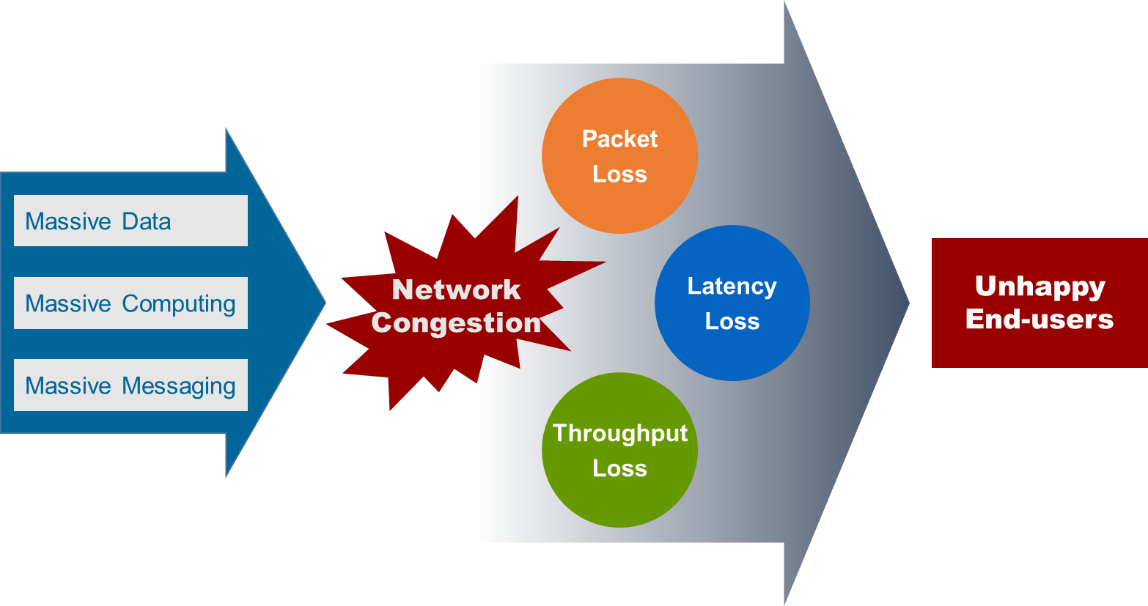 Massive Data
Massive Computing
Massive Messaging
Network
Congestion
Packet
Loss
Latency
Loss
Throughput
Loss
Unhappy
End-users